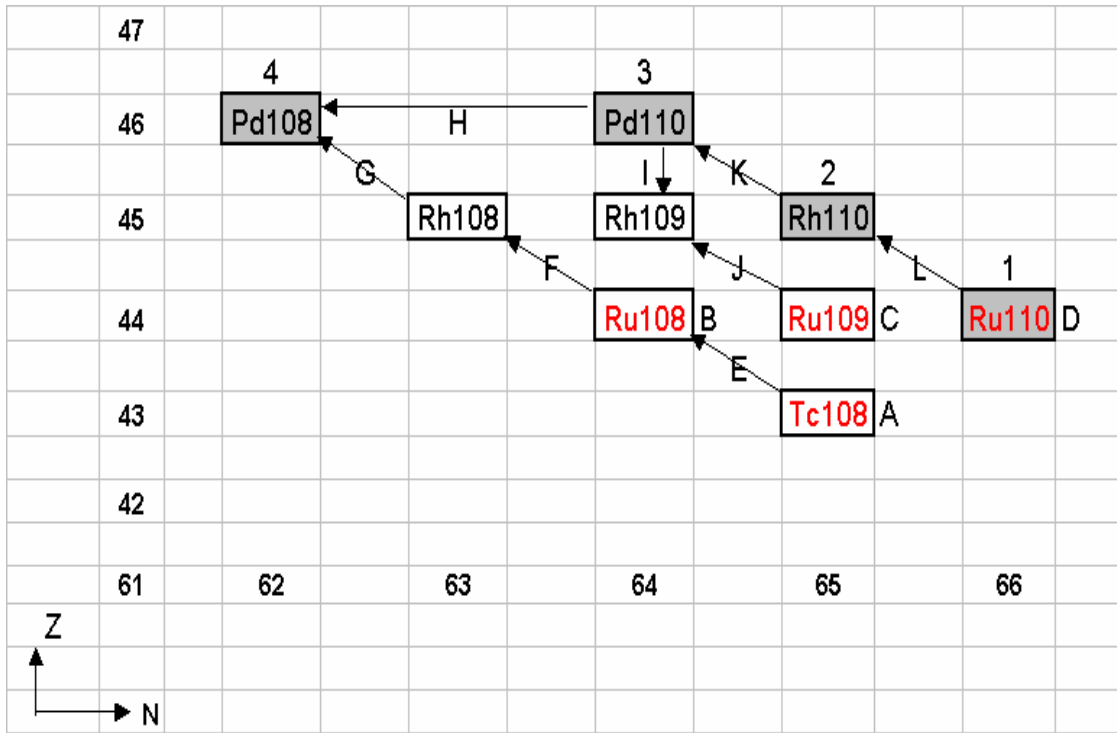 47
4 3
46 Pd108 H Pd110
G I K 2
45 Rh108 Rh109 Rh110
F J L 1
44 Ru108 B Ru109 C Ru110 D
E
43 Tc108 A
42
61 62 63 64 65 66
Z
N